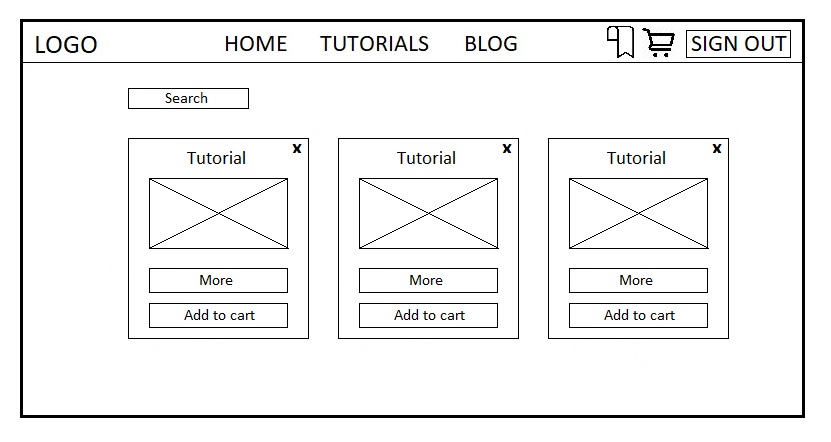 LOGO HOME TUTORIALS BLOG SIGN OUT
Search
x x x
Tutorial Tutorial Tutorial
More More More
Add to cart Add to cart Add to cart